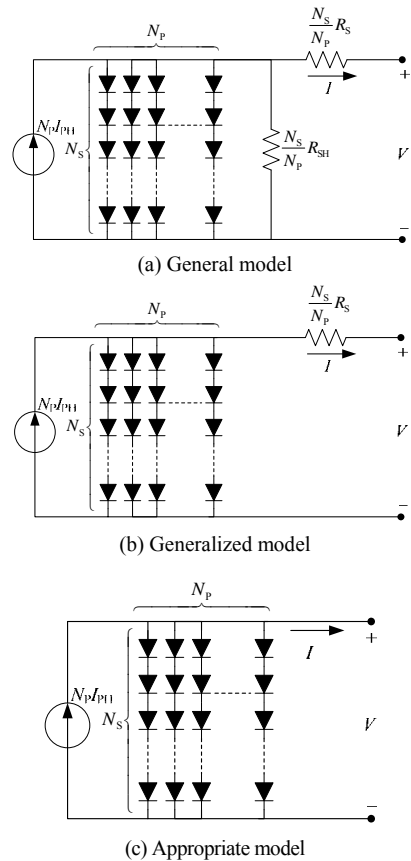 N_P
N_S/N_P R_S
I
+
N_P I_PH
N_S
N_S/N_P R_SH
V
−
(a) General model
N_P
N_S/N_P R_S
I
+
N_P I_PH
N_S
V
−
(b) Generalized model
N_P
I
+
N_P I_PH
N_S
V
−
(c) Appropriate model